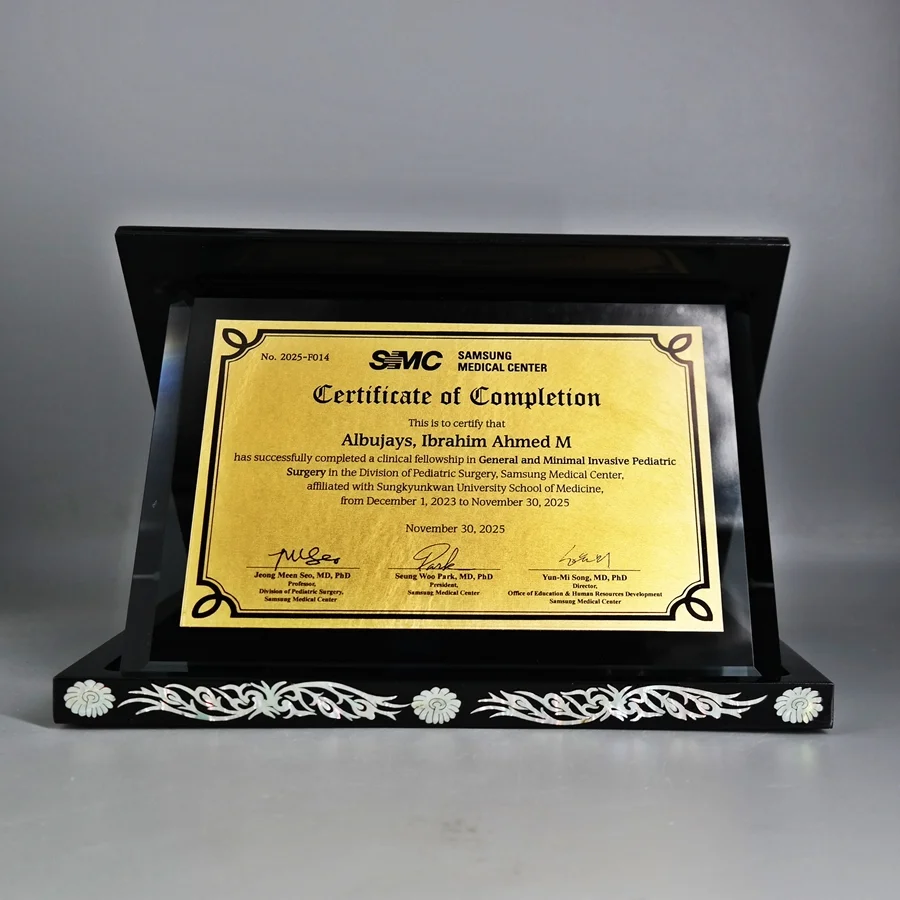 No. 2025-F014
SMC SAMSUNG
MEDICAL CENTER
Certificate of Completion
This is to certify that
Albujays, Ibrahim Ahmed M
has successfully completed a clinical fellowship in General and Minimal Invasive Pediatric
Surgery in the Division of Pediatric Surgery, Samsung Medical Center,
affiliated with Sungkyunkwan University School of Medicine,
from December 1, 2023 to November 30, 2025
November 30, 2025
Park
Jeong Meen Seo, MD, PhD
Professor,
Division of Pediatric Surgery,
Samsung Medical Center
Seung Woo Park, MD, PhD
President,
Samsung Medical Center
Yun-Mi Song, MD, PhD
Director,
Office of Education & Human Resources Development
Samsung Medical Center